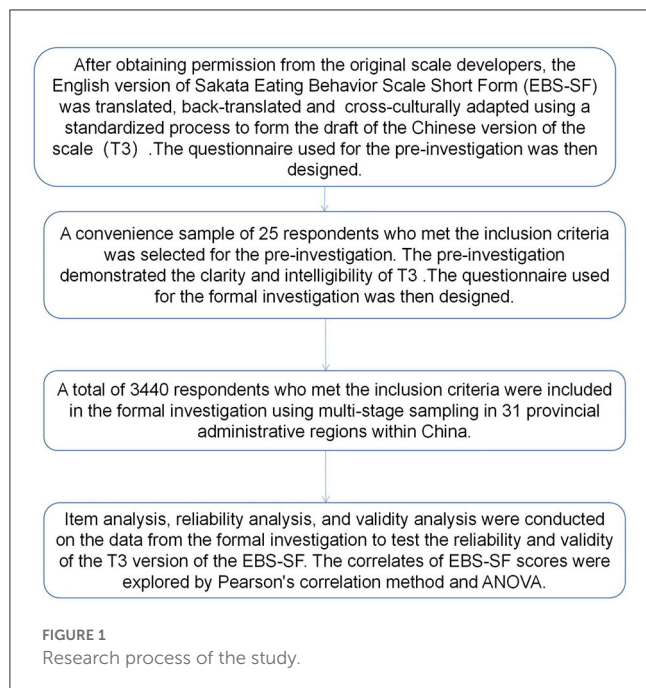 After obtaining permission from the original scale developers, the
English version of Sakata Eating Behavior Scale Short Form (EBS-SF)
was translated, back-translated and cross-culturally adapted using a
standardized process to form the draft of the Chinese version of the
scale（T3）.The questionnaire used for the pre-investigation was then
designed.
A convenience sample of 25 respondents who met the inclusion criteria
was selected for the pre-investigation. The pre-investigation
demonstrated the clarity and intelligibility of T3 .The questionnaire used
for the formal investigation was then designed.
A total of 3440 respondents who met the inclusion criteria were included
in the formal investigation using multi-stage sampling in 31 provincial
administrative regions within China.
Item analysis, reliability analysis, and validity analysis were conducted
on the data from the formal investigation to test the reliability and validity
of the T3 version of the EBS-SF. The correlates of EBS-SF scores were
explored by Pearson's correlation method and ANOVA.
FIGURE 1
Research process of the study.